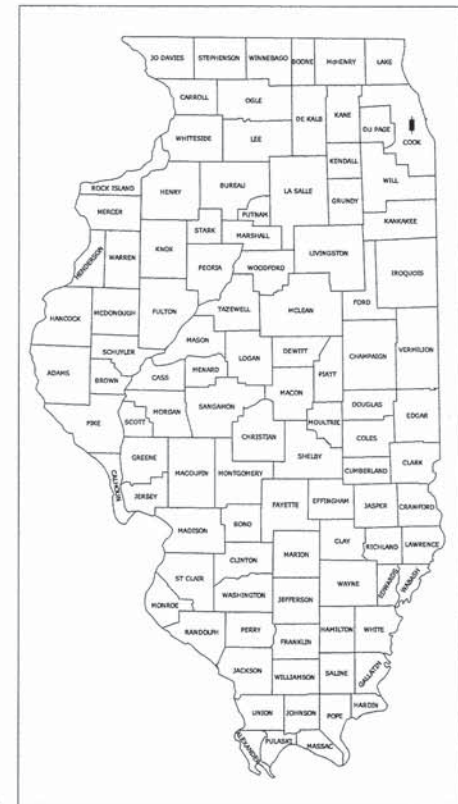 JO DAVIES
STEPHENSON
WINNEBAGO
BOONE
McHENRY
LAKE
CARROLL
OGLE
DE KALB
KANE
DU PAGE
COOK
WHITESIDE
LEE
KENDALL
WILL
ROCK ISLAND
HENRY
BUREAU
LA SALLE
GRUNDY
MERCER
PUTNAM
KANKAKEE
STARK
MARSHALL
HENDERSON
WARREN
KNOX
PEORIA
WOODFORD
LIVINGSTON
IROQUOIS
FORD
HANCOCK
MCDONOUGH
FULTON
TAZEWELL
MCLEAN
MASON
SCHUYLER
LOGAN
DEWITT
CHAMPAIGN
VERMILION
ADAMS
BROWN
CASS
MENARD
PIATT
MACON
PIKE
SCOTT
MORGAN
SANGAMON
DOUGLAS
EDGAR
MOULTRIE
CHRISTIAN
COLES
GREENE
MACOUPIN
MONTGOMERY
SHELBY
CUMBERLAND
CLARK
CALHOUN
JERSEY
FAYETTE
EFFINGHAM
JASPER
CRAWFORD
MADISON
BOND
CLAY
RICHLAND
LAWRENCE
CLINTON
MARION
ST CLAIR
WAYNE
EDWARDS
WABASH
WASHINGTON
JEFFERSON
MONROE
RANDOLPH
PERRY
HAMILTON
WHITE
FRANKLIN
JACKSON
WILLIAMSON
SALINE
GALLATIN
UNION
JOHNSON
POPE
HARDIN
ALEXANDER
PULASKI
MASSAC